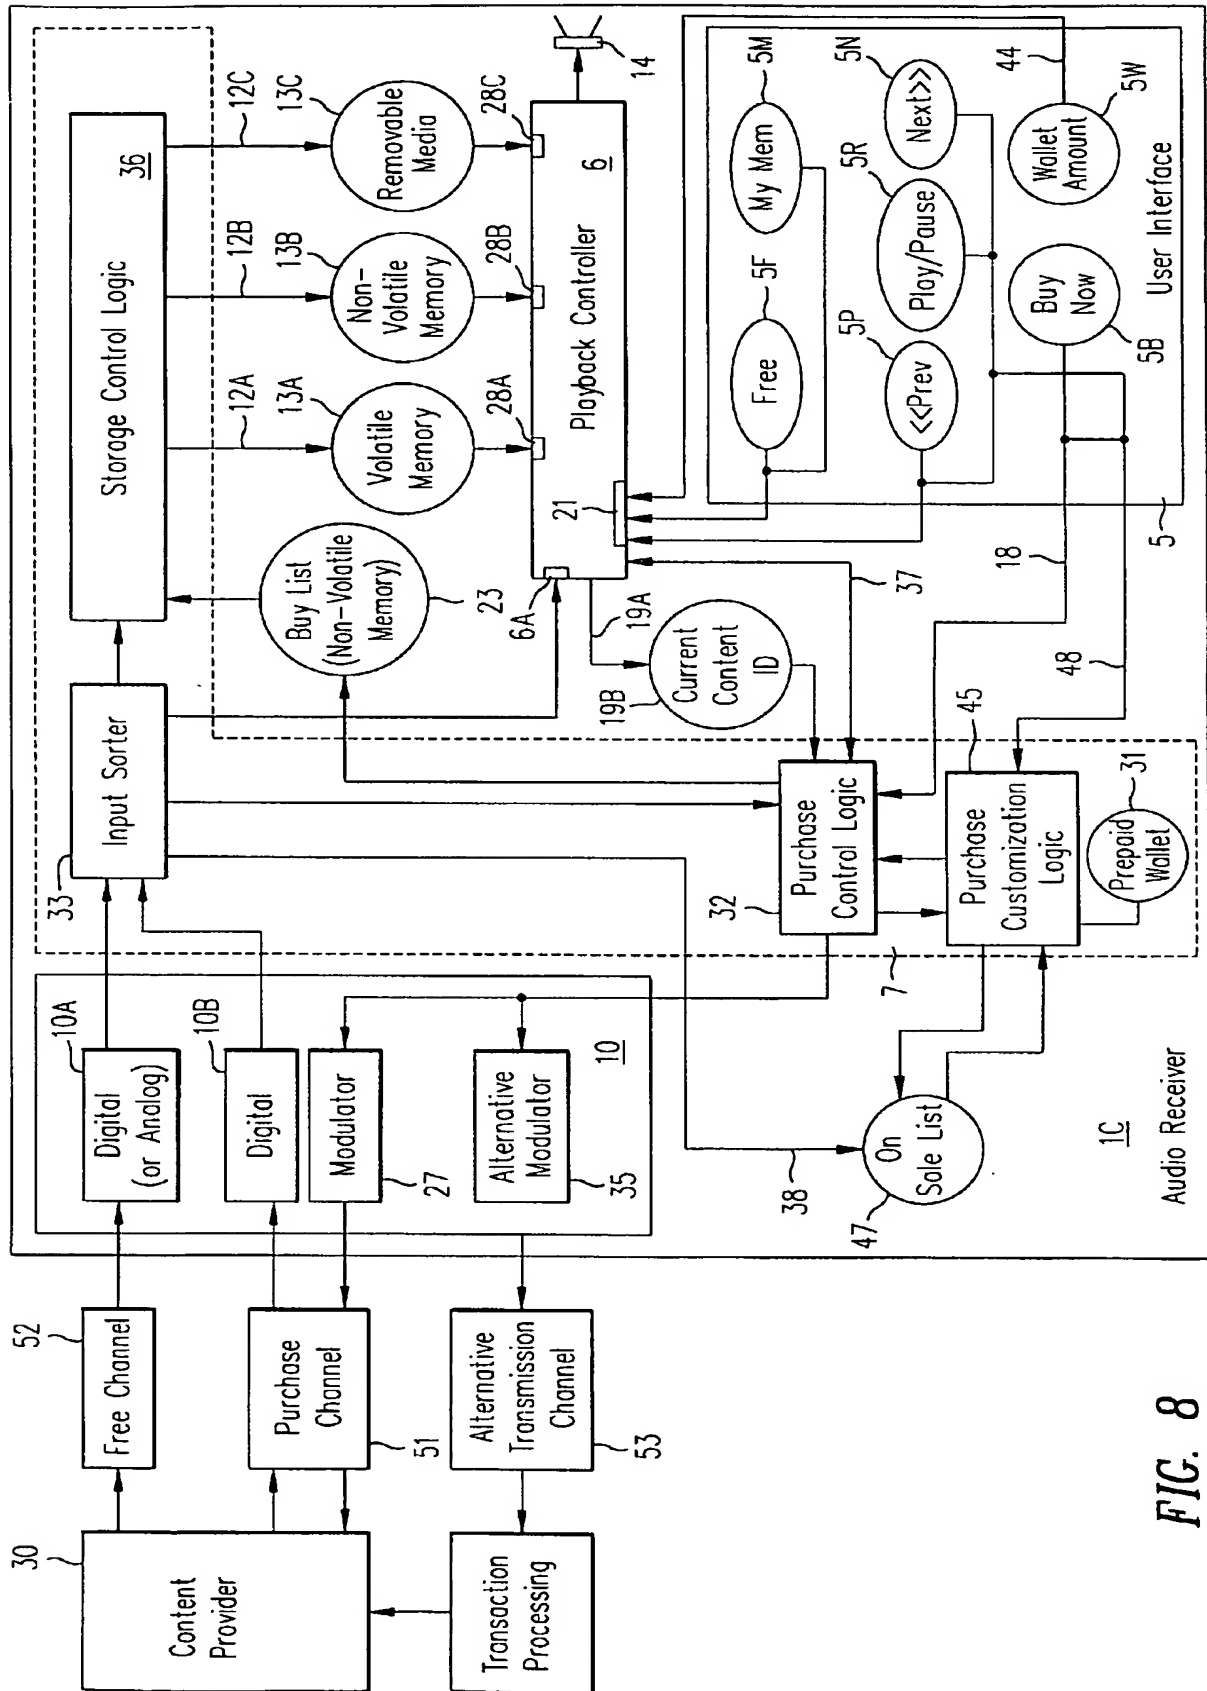 30
Content
Provider
Transaction
Processing
52
Free Channel
Purchase
Channel
51
Alternative
Transmission
Channel
53
10A
Digital
(or Analog)
10B
Digital
Modulator
27
Alternative
Modulator
35
10
33
Input Sorter
Storage Control Logic
36
Buy List
(Non-Volatile
Memory)
23
12A
12B
12C
13A
Volatile
Memory
13B
Non-
Volatile
Memory
13C
Removable
Media
28A
28B
28C
6A
21
Playback Controller
6
14
19A
19B
Current
Content
ID
37
32
Purchase
Control Logic
45
Purchase
Customization
Logic
31
Prepaid
Wallet
7
38
47
On
Sale List
1C
Audio Receiver
18
48
44
5
5F
Free
5M
My Mem
5P
<<Prev
5R
Play/Pause
5N
Next>>
Buy
Now
5B
Wallet
Amount
5W
User Interface
FIG. 8